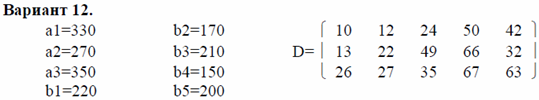 Вариант 12.
a1=330 b2=170 10 12 24 50 42
a2=270 b3=210 D= 13 22 49 66 32
a3=350 b4=150 26 27 35 67 63
b1=220 b5=200